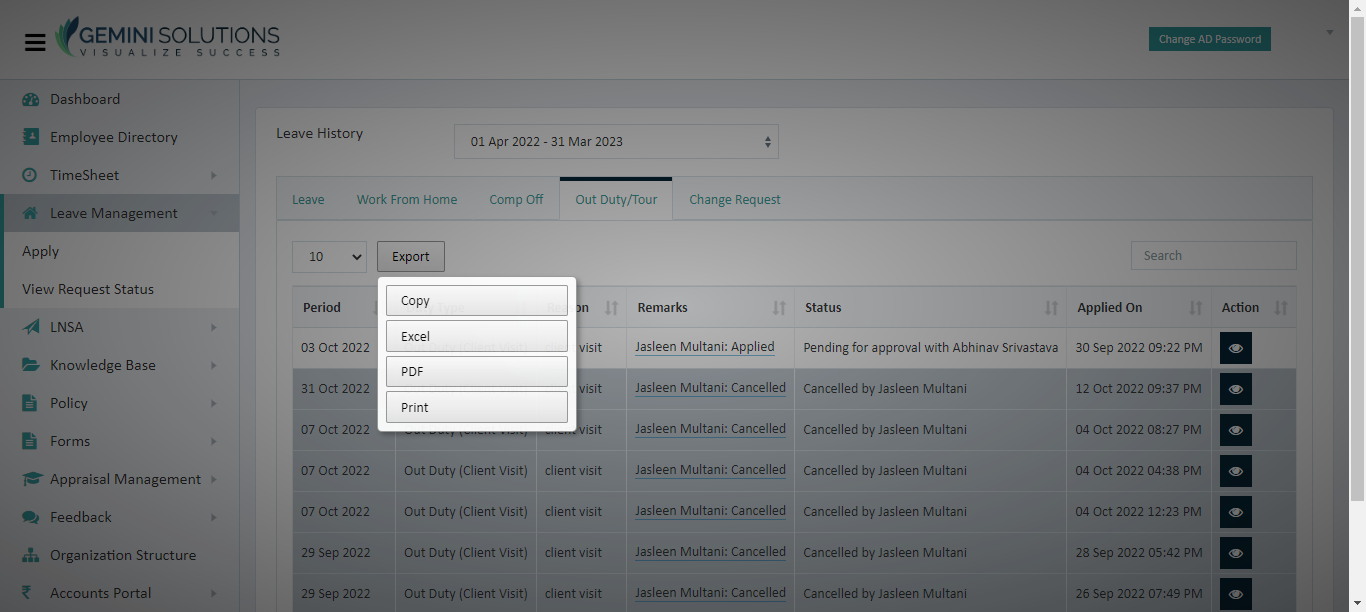 GEMINI SOLUTIONS
VISUALIZE SUCCESS
Change AD Password
Dashboard
Employee Directory
TimeSheet
Leave Management
Apply
View Request Status
LNSA
Knowledge Base
Policy
Forms
Appraisal Management
Feedback
Organization Structure
Accounts Portal
Leave History
01 Apr 2022 - 31 Mar 2023
Leave Work From Home Comp Off Out Duty/Tour Change Request
10 Export Search
Copy
Excel
PDF
Print
Period Type Reason Remarks Status Applied On Action
03 Oct 2022 Out Duty (Client Visit) visit Jasleen Multani: Applied Pending for approval with Abhinav Srivastava 30 Sep 2022 09:22 PM
31 Oct 2022 visit Jasleen Multani: Cancelled Cancelled by Jasleen Multani 12 Oct 2022 09:37 PM
07 Oct 2022 Out Duty (Client Visit) visit Jasleen Multani: Cancelled Cancelled by Jasleen Multani 04 Oct 2022 08:27 PM
07 Oct 2022 Out Duty (Client Visit) client visit Jasleen Multani: Cancelled Cancelled by Jasleen Multani 04 Oct 2022 04:38 PM
07 Oct 2022 Out Duty (Client Visit) client visit Jasleen Multani: Cancelled Cancelled by Jasleen Multani 04 Oct 2022 12:23 PM
29 Sep 2022 Out Duty (Client Visit) client visit Jasleen Multani: Cancelled Cancelled by Jasleen Multani 28 Sep 2022 05:42 PM
29 Sep 2022 Out Duty (Client Visit) client visit Jasleen Multani: Cancelled Cancelled by Jasleen Multani 26 Sep 2022 07:49 PM